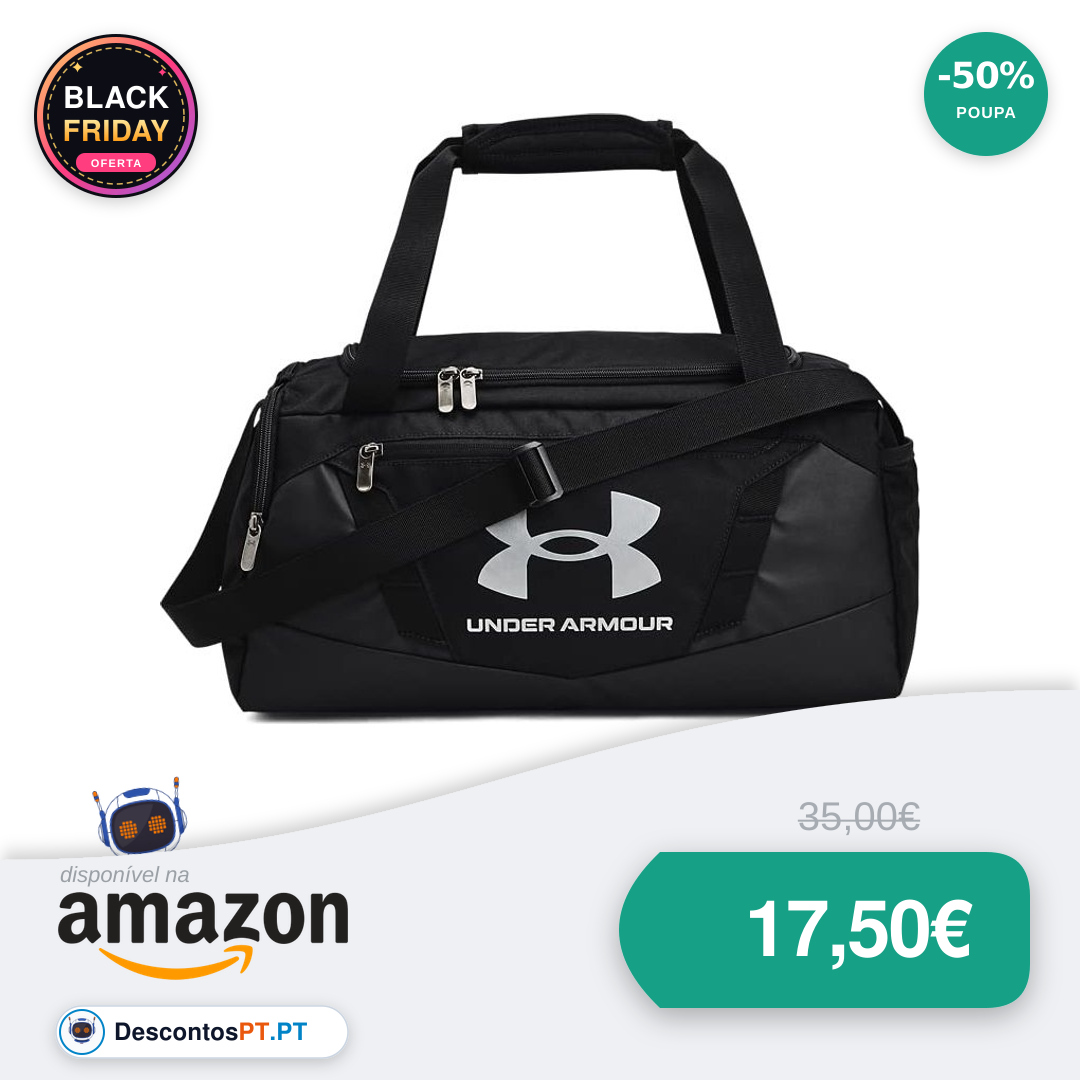 BLACK
FRIDAY
OFERTA
-50%
POUPA
UNDER ARMOUR
35,00€
17,50€
disponível na
amazon
DescontosPT.PT